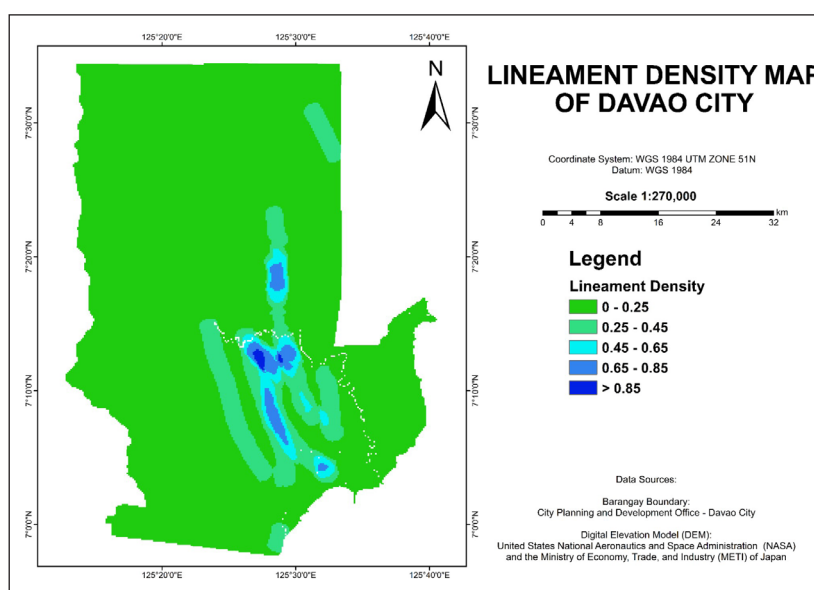 125°20'0"E 125°30'0"E 125°40'0"E
N
7°30'0"N 7°30'0"N
7°20'0"N 7°20'0"N
7°10'0"N 7°10'0"N
7°0'0"N 7°0'0"N
125°20'0"E 125°30'0"E 125°40'0"E
LINEAMENT DENSITY MAP
OF DAVAO CITY
Coordinate System: WGS 1984 UTM ZONE 51N
Datum: WGS 1984
Scale 1:270,000
km
0 4 8 16 24 32
Legend
Lineament Density
0 - 0.25
0.25 - 0.45
0.45 - 0.65
0.65 - 0.85
> 0.85
Data Sources:
Barangay Boundary:
City Planning and Development Office - Davao City
Digital Elevation Model (DEM):
United States National Aeronautics and Space Administration (NASA)
and the Ministry of Economy, Trade, and Industry (METI) of Japan